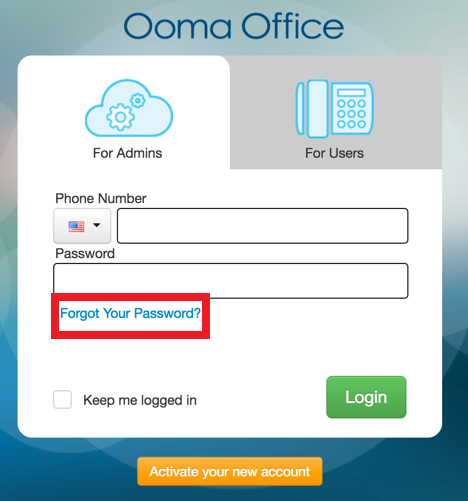 Ooma Office
For Admins
For Users
Phone Number
Password
Forgot Your Password?
Keep me logged in
Login
Activate your new account